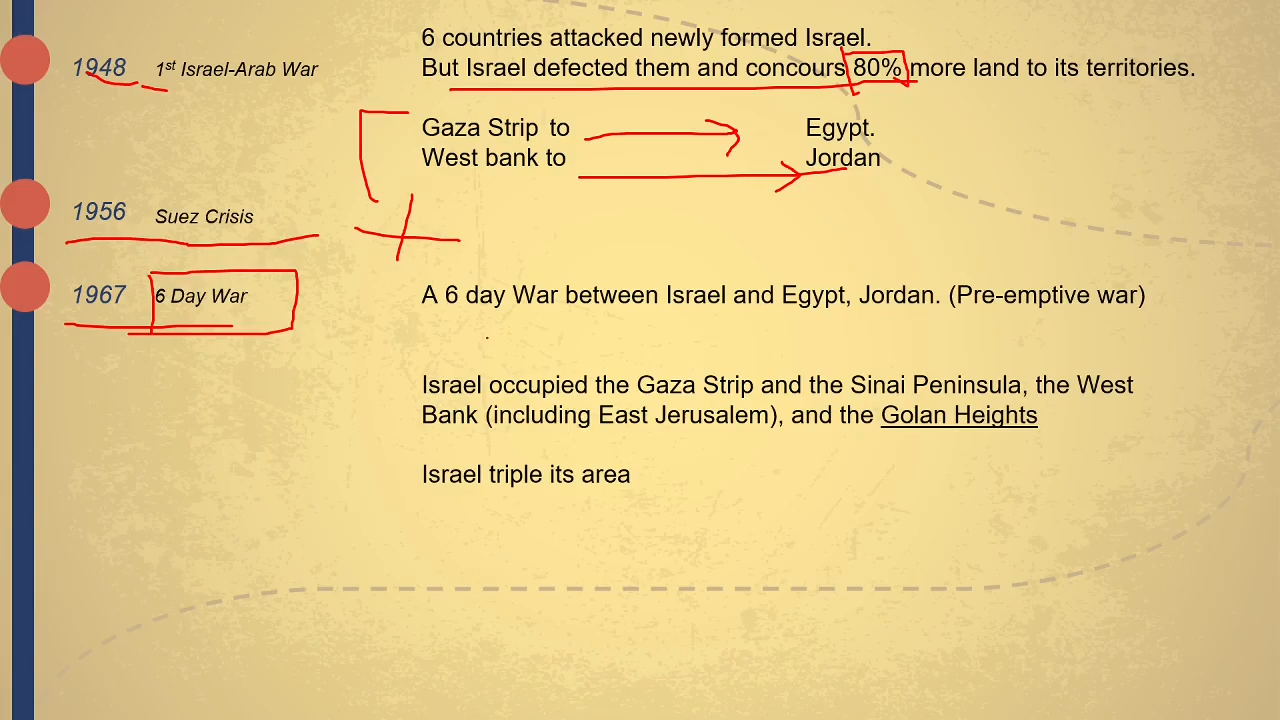 6 countries attacked newly formed Israel.
1948 1st Israel-Arab War But Israel defected them and concours 80% more land to its territories.
Gaza Strip to Egypt.
West bank to Jordan
1956 Suez Crisis
1967 6 Day War A 6 day War between Israel and Egypt, Jordan. (Pre-emptive war)
Israel occupied the Gaza Strip and the Sinai Peninsula, the West
Bank (including East Jerusalem), and the Golan Heights
Israel triple its area